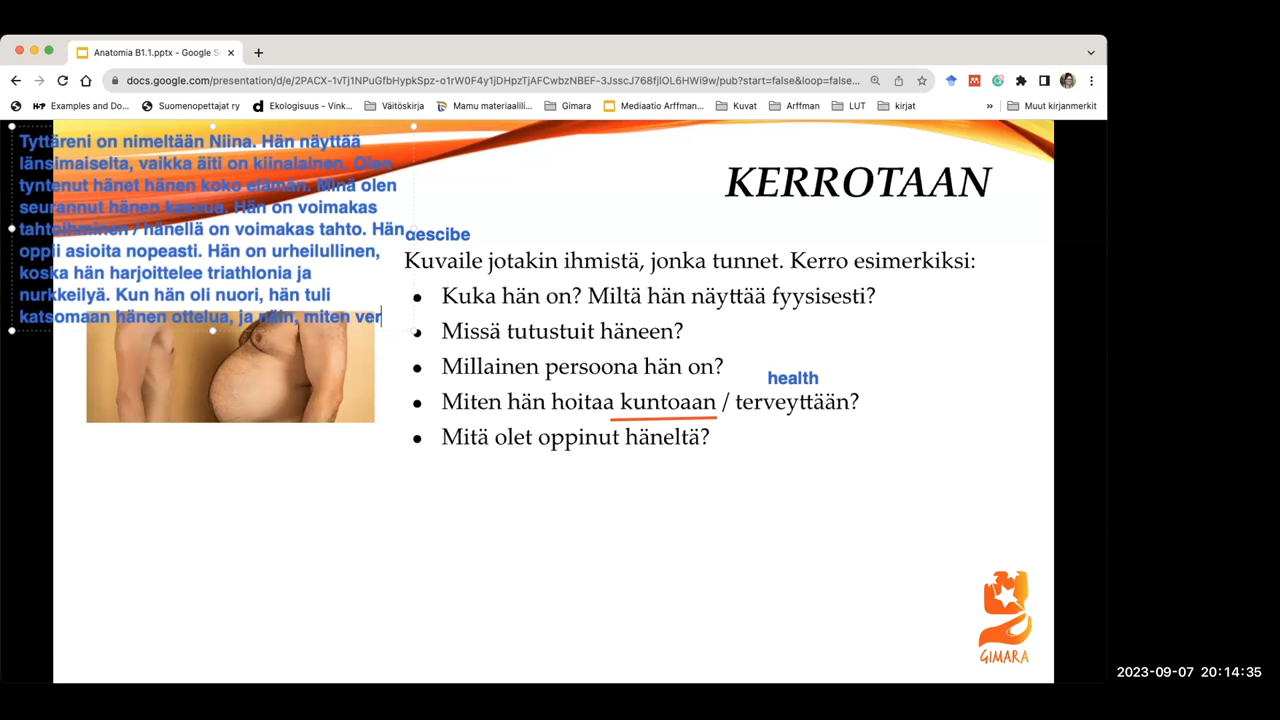 Anatomia B1.1.pptx - Google S
docs.google.com/presentation/d/e/2PACX-1vTj1NPuGfbHypkSpz-o1rW0F4y1jDHpzTjAFCwbzNBEF-3JsscJ768fjlOL6HWi9w/pub?start=false&loop=false...
Examples and Do...
Suomenopettajat ry
Ekologisuus - Vink...
Väitöskirja
Mamu materiaalili...
Gimara
Mediaatio Arffman...
Kuvat
Arffman
LUT
kirjat
»
Muut kirjanmerkit
Tyttäreni on nimeltään Niina. Hän näyttää
länsimaiselta, vaikka äiti on kiinalainen. Olen
tyntenut hänet hänen koko elämän. Minä olen
seurannut hänen kasvua. Hän on voimakas
tahtoihminen / hänellä on voimakas tahto. Hän
oppii asioita nopeasti. Hän on urheilullinen,
koska hän harjoittelee triathlonia ja
nurkkeilyä. Kun hän oli nuori, hän tuli
katsomaan hänen ottelua, ja näin, miten ver
KERROTAAN
descibe
Kuvaile jotakin ihmistä, jonka tunnet. Kerro esimerkiksi:
• Kuka hän on? Miltä hän näyttää fyysisesti?
• Missä tutustuit häneen?
• Millainen persoona hän on?
health
• Miten hän hoitaa kuntoaan / terveyttään?
• Mitä olet oppinut häneltä?
GIMARA
2023-09-07 20:14:35